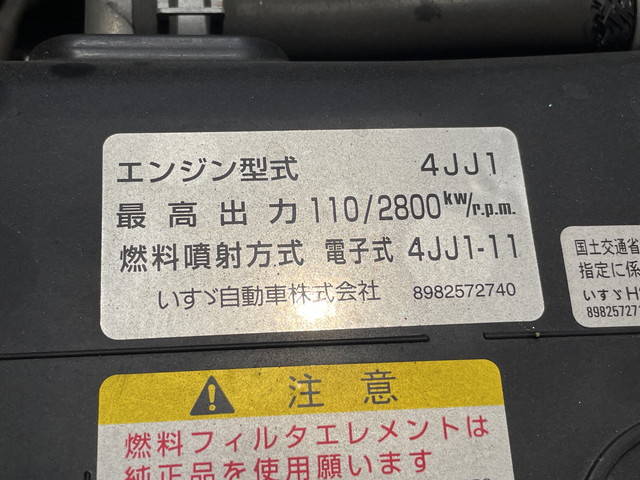 エンジン型式 4JJ1
最高出力 110/2800kw/r.p.m.
燃料噴射方式 電子式 4JJ1-11
いすゞ自動車株式会社 8982572740
国土交通省
指定に係
いすゞH
89825727
⚠ 注意
燃料フィルタエレメントは
純正品を使用願います